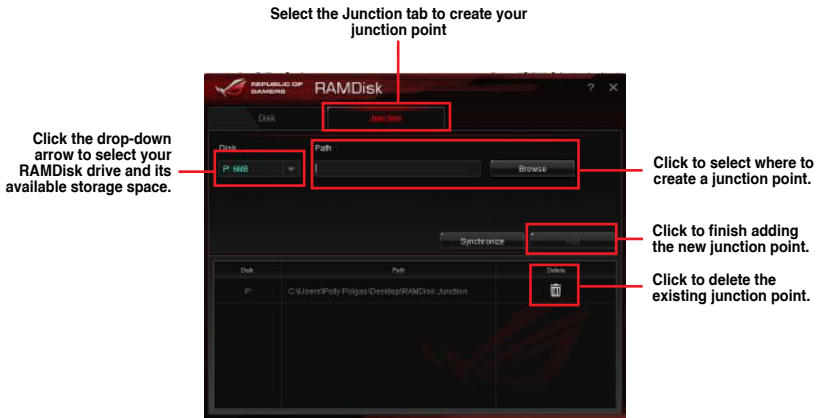 Select the Junction tab to create your
junction point
REPUBLIC OF
GAMERS
RAMDisk
? ×
Disk
Junction
Click the drop-down
arrow to select your
RAMDisk drive and its
available storage space.
Disk
Path
P: 6MB
Browse
Click to select where to
create a junction point.
Synchronize
Add
Click to finish adding
the new junction point.
Disk
Path
Delete
P:
C:\Users\Polly Polgas\Desktop\RAMDisk Junction
Click to delete the
existing junction point.